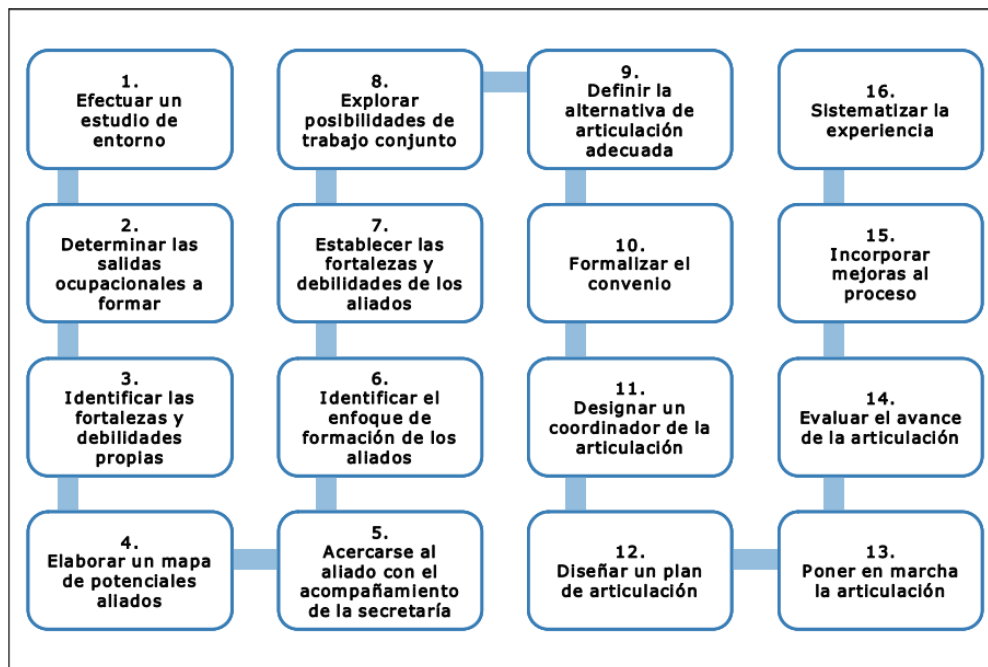 1.
Efectuar un
estudio de
entorno
2.
Determinar las
salidas
ocupacionales a
formar
3.
Identificar las
fortalezas y
debilidades
propias
4.
Elaborar un mapa
de potenciales
aliados
5.
Acercarse al
aliado con el
acompañamiento
de la secretaría
6.
Identificar el
enfoque de
formación de los
aliados
7.
Establecer las
fortalezas y
debilidades de los
aliados
8.
Explorar
posibilidades de
trabajo conjunto
9.
Definir la
alternativa de
articulación
adecuada
10.
Formalizar el
convenio
11.
Designar un
coordinador de la
articulación
12.
Diseñar un plan
de articulación
13.
Poner en marcha
la articulación
14.
Evaluar el avance
de la articulación
15.
Incorporar
mejoras al
proceso
16.
Sistematizar la
experiencia